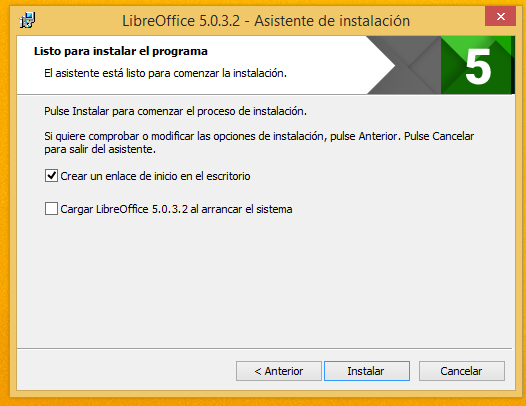 LibreOffice 5.0.3.2 - Asistente de instalación
Listo para instalar el programa
El asistente está listo para comenzar la instalación.
5
Pulse Instalar para comenzar el proceso de instalación.
Si quiere comprobar o modificar las opciones de instalación, pulse Anterior. Pulse Cancelar
para salir del asistente.
Crear un enlace de inicio en el escritorio
Cargar LibreOffice 5.0.3.2 al arrancar el sistema
< Anterior
Instalar
Cancelar